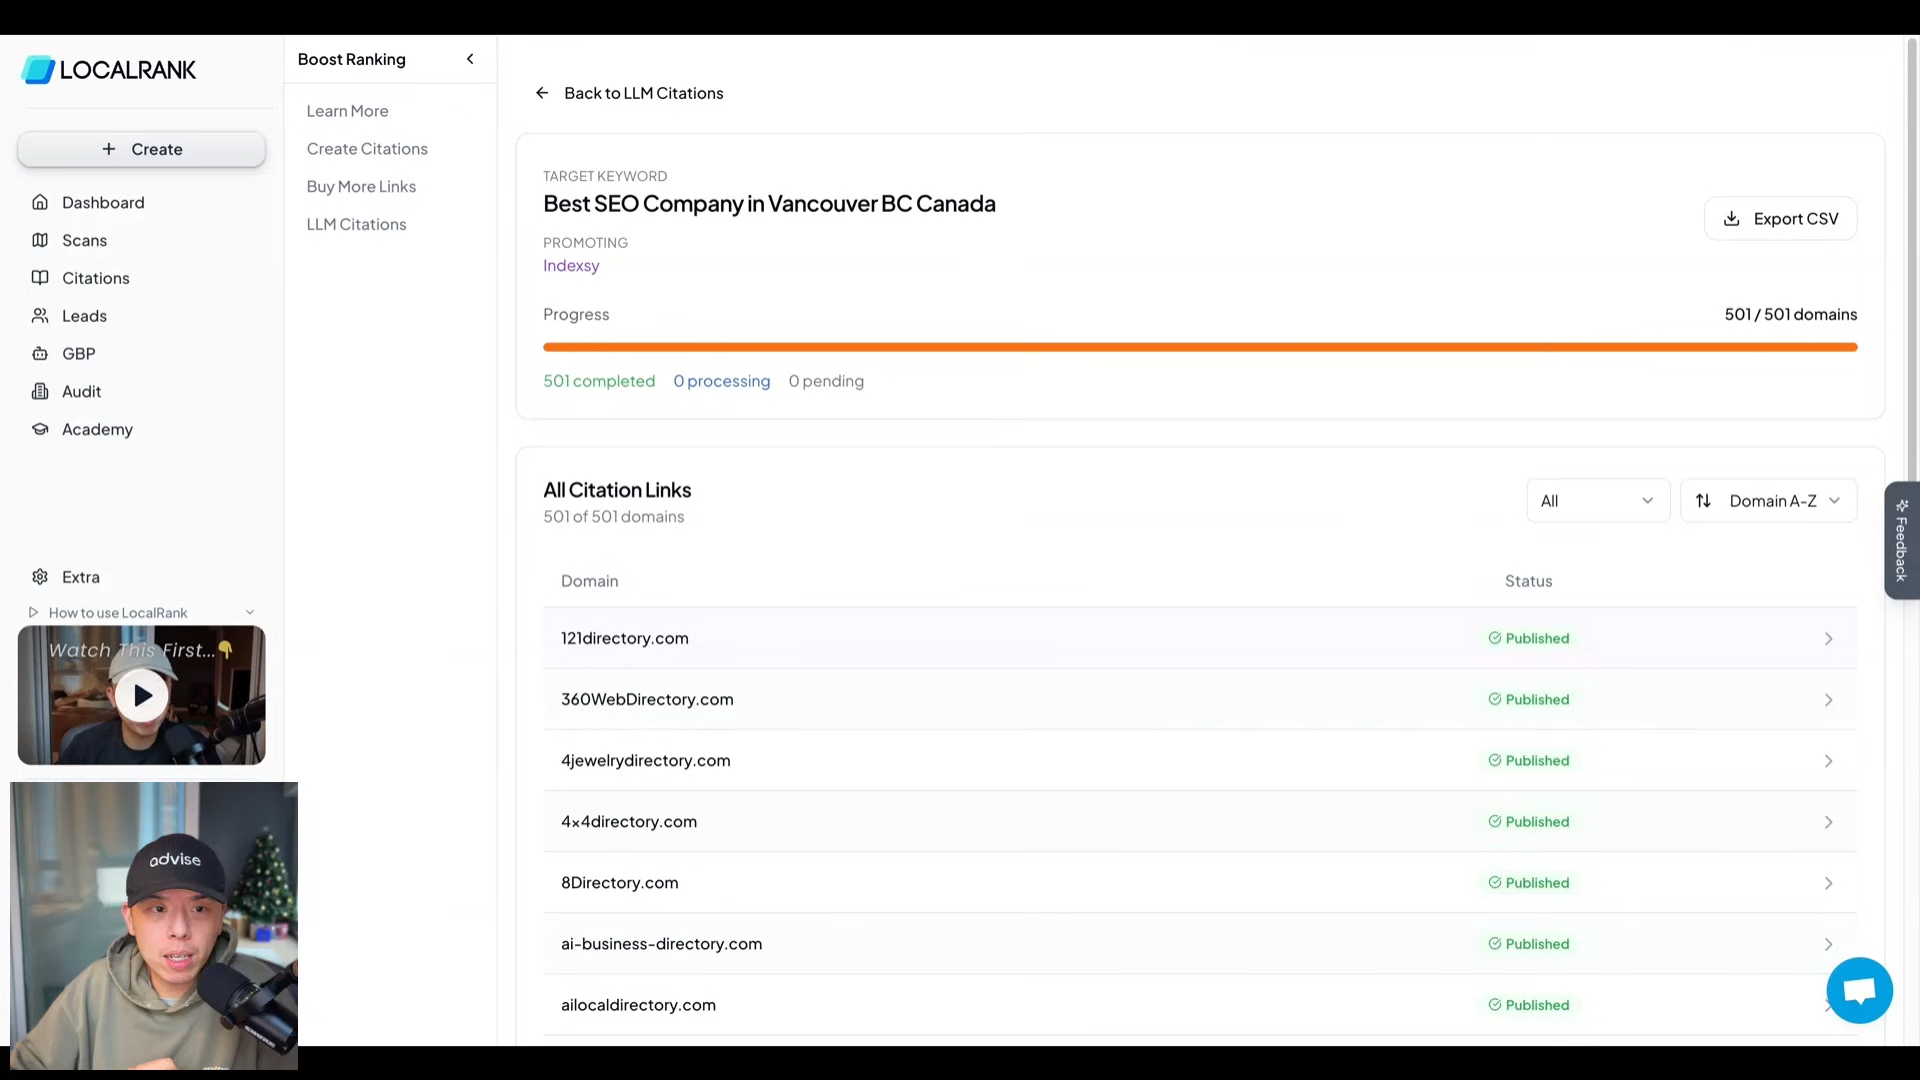 LOCALRANK
Create
Dashboard
Scans
Citations
Leads
GBP
Audit
Academy
Extra
How to use LocalRank
Watch This First...👇
advise
Boost Ranking
Learn More
Create Citations
Buy More Links
LLM Citations
Back to LLM Citations
TARGET KEYWORD
Best SEO Company in Vancouver BC Canada
Export CSV
PROMOTING
Indexsy
Progress
501 / 501 domains
501 completed 0 processing 0 pending
All Citation Links
501 of 501 domains
All
Domain A-Z
Domain Status
121directory.com Published
360WebDirectory.com Published
4jewelrydirectory.com Published
4x4directory.com Published
8Directory.com Published
ai-business-directory.com Published
ailocaldirectory.com Published
Feedback